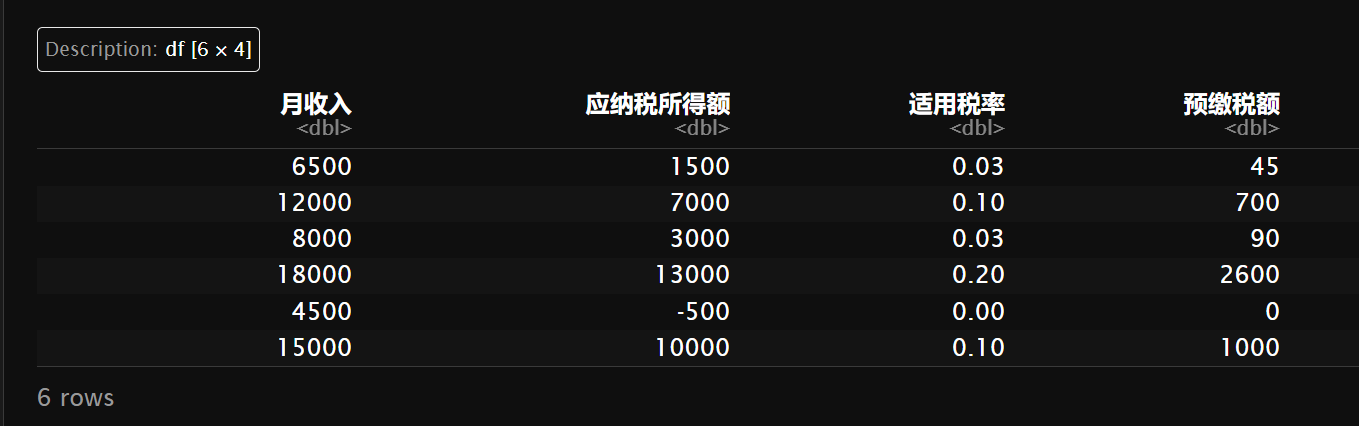 Description: df [6 × 4]
月收入 应纳税所得额 适用税率 预缴税额
<dbl> <dbl> <dbl> <dbl>
6500 1500 0.03 45
12000 7000 0.10 700
8000 3000 0.03 90
18000 13000 0.20 2600
4500 -500 0.00 0
15000 10000 0.10 1000
6 rows